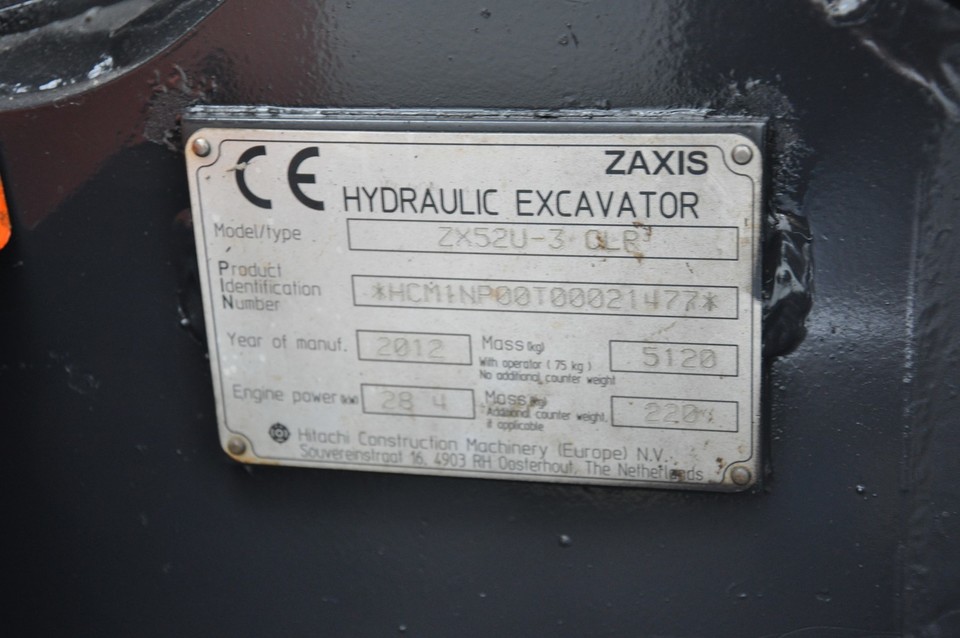 CE
ZAXIS
HYDRAULIC EXCAVATOR
Model/type ZX52U-3 CLR
Product
Identification
Number *HCM1NP00T00021477*
Year of manuf. 2012 Mass (kg) 5120
With operator ( 75 kg )
No additional counter weight
Engine power (kW) 28 4 Mass (kg) 220
Additional counter weight,
if applicable
Hitachi Construction Machinery (Europe) N.V.
Souvereinstraat 16, 4903 RH Oosterhout, The Netherlands